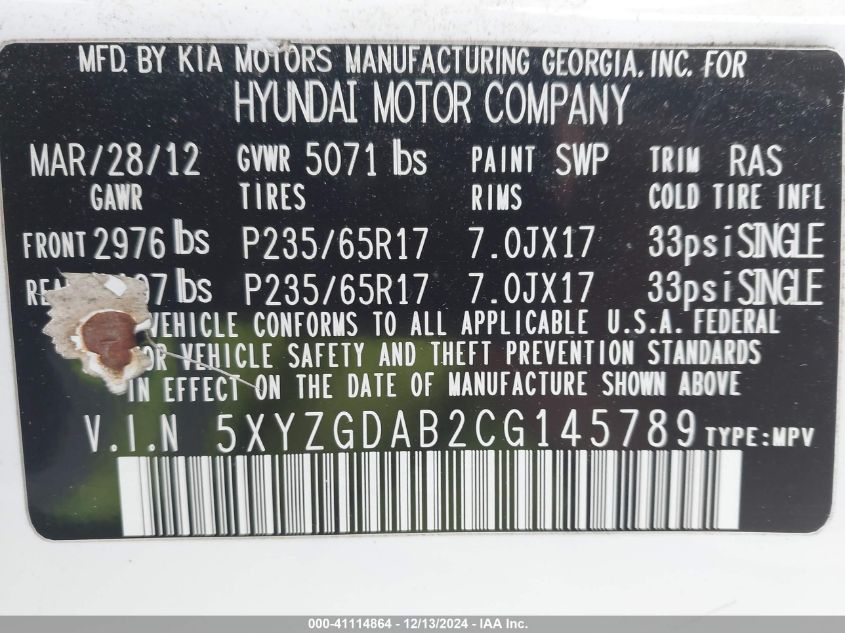 MFD. BY KIA MOTORS MANUFACTURING GEORGIA, INC. FOR
HYUNDAI MOTOR COMPANY
MAR/28/12 GVWR 5071 lbs PAINT SWP TRIM RAS
GAWR TIRES RIMS COLD TIRE INFL
FRONT 2976 lbs P235/65R17 7.0JX17 33psi SINGLE
lbs P235/65R17 7.0JX17 33psi SINGLE
VEHICLE CONFORMS TO ALL APPLICABLE U.S.A. FEDERAL
VEHICLE SAFETY AND THEFT PREVENTION STANDARDS
IN EFFECT ON THE DATE OF MANUFACTURE SHOWN ABOVE
V.I.N 5XYZGDAB2CG145789 TYPE:MPV
000-41114864 - 12/13/2024 - IAA Inc.